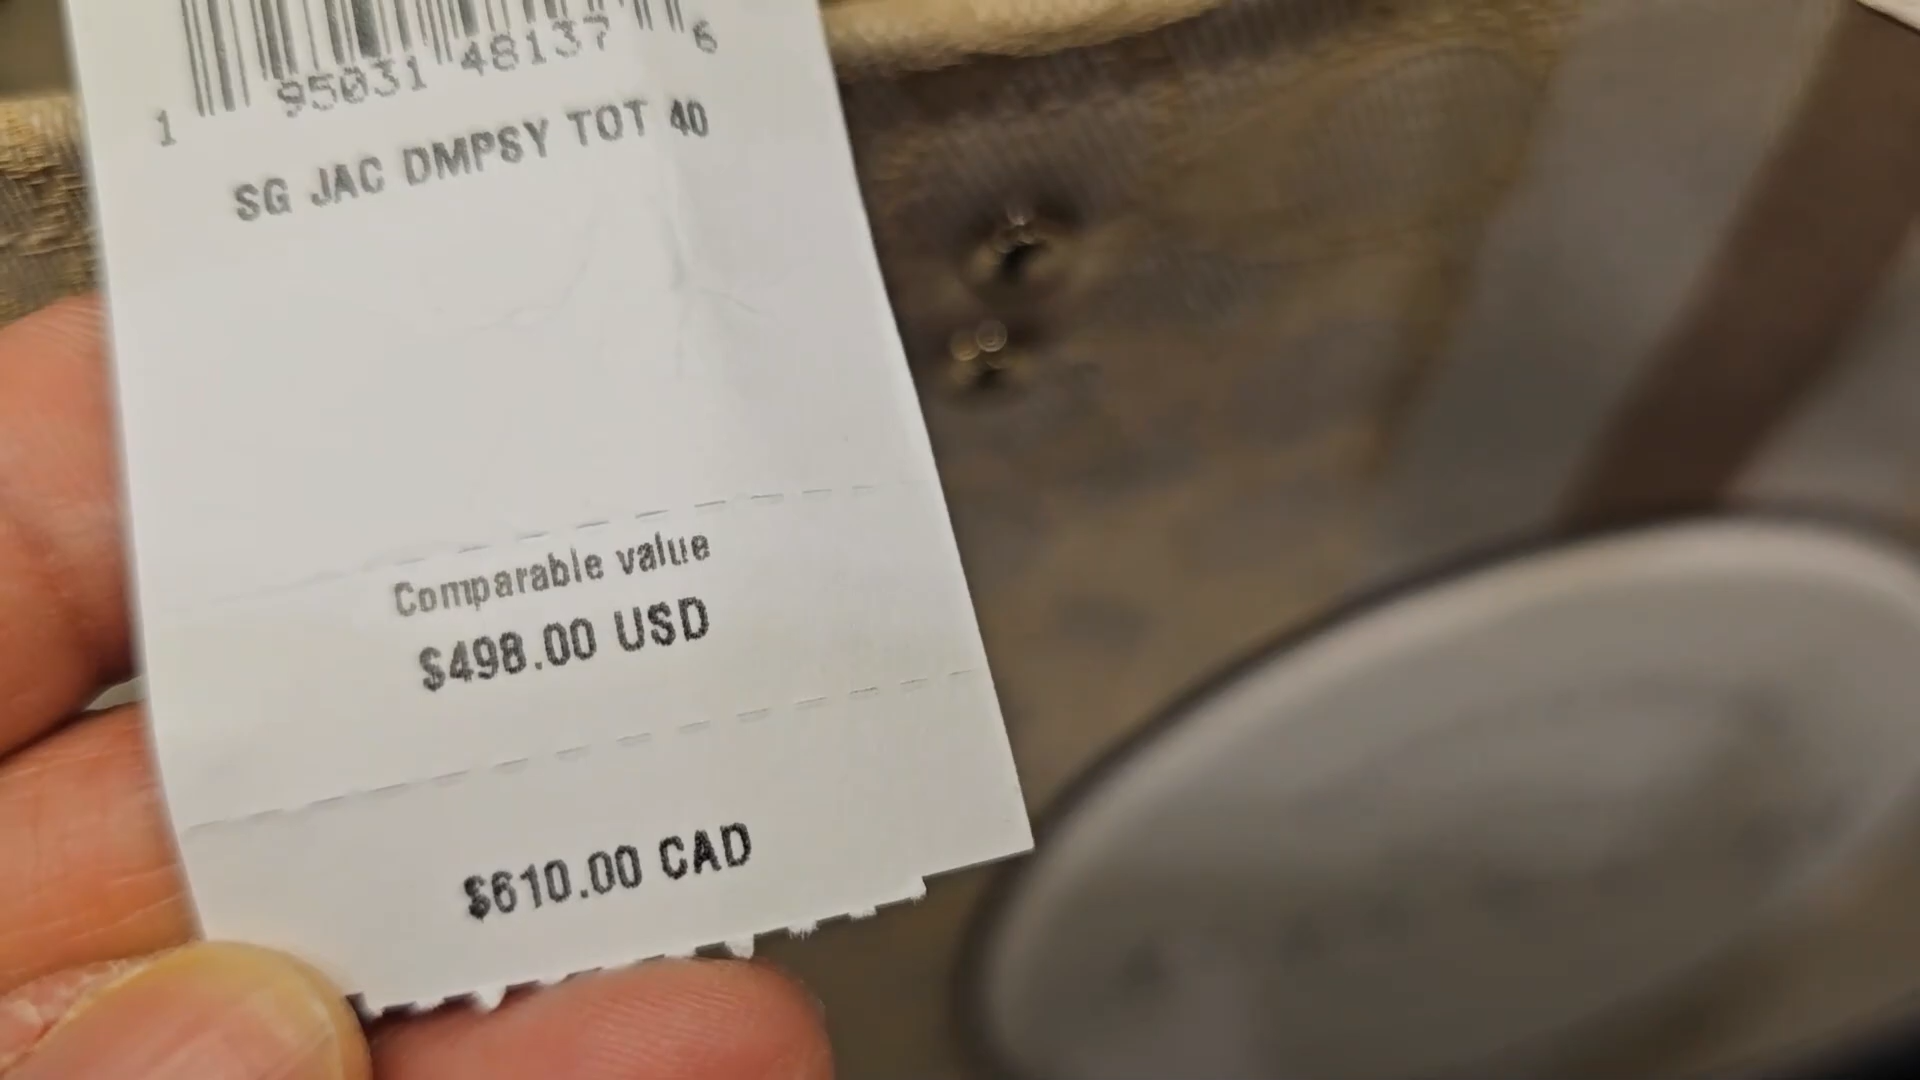 1 95031 48137 6
SG JAC DMPSY TOT 40
Comparable value
$498.00 USD
$610.00 CAD